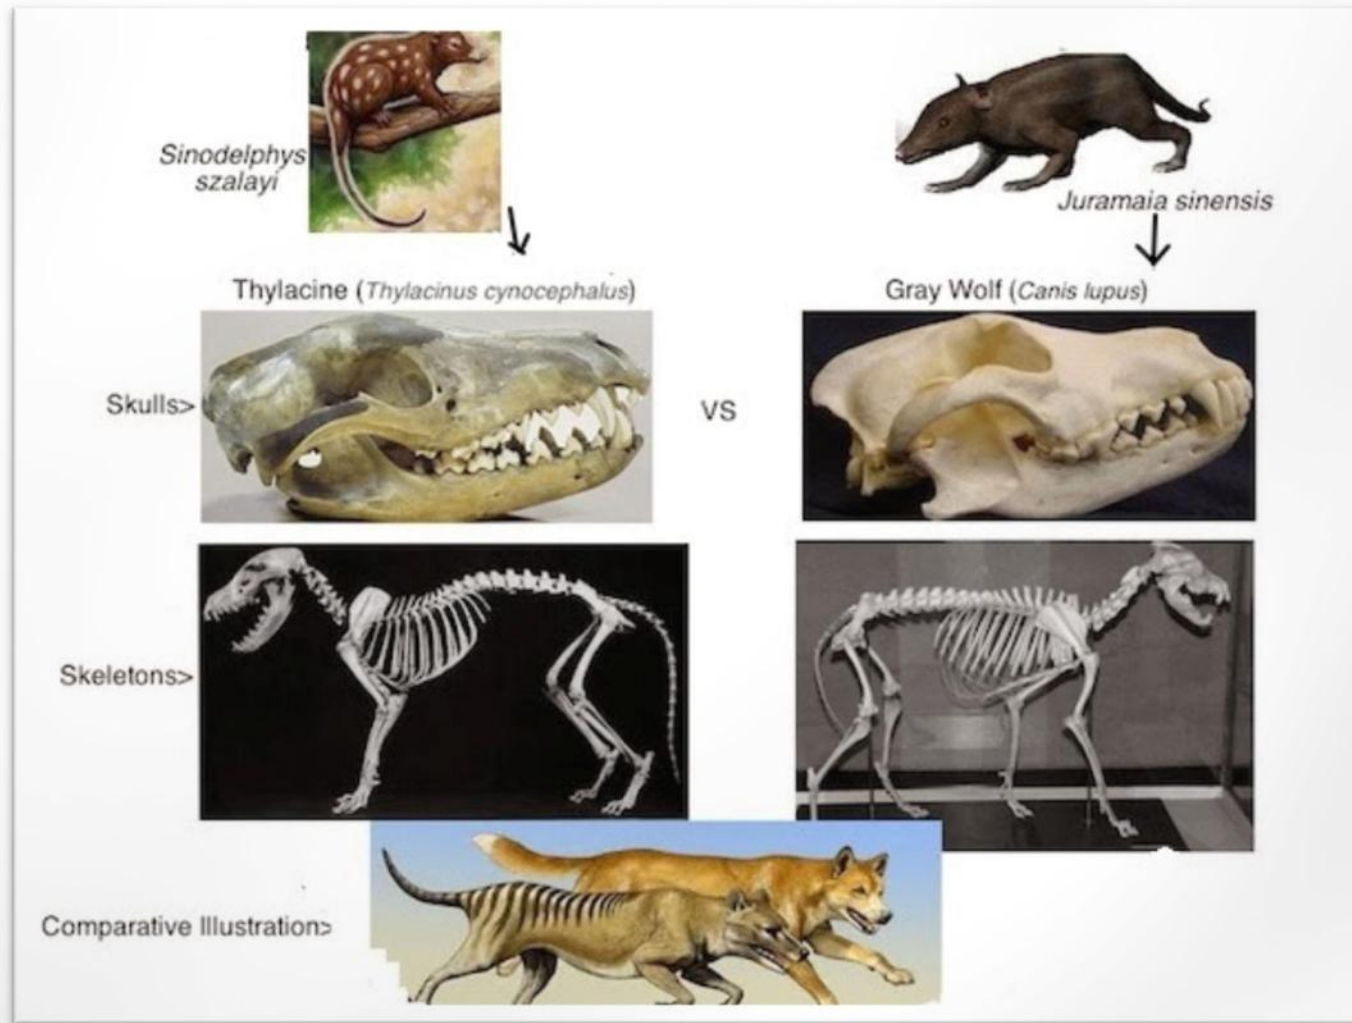 Sinodelphys
szalayi
Juramaia sinensis
Thylacine (Thylacinus cynocephalus)
Gray Wolf (Canis lupus)
Skulls>
VS
Skeletons>
Comparative Illustration>